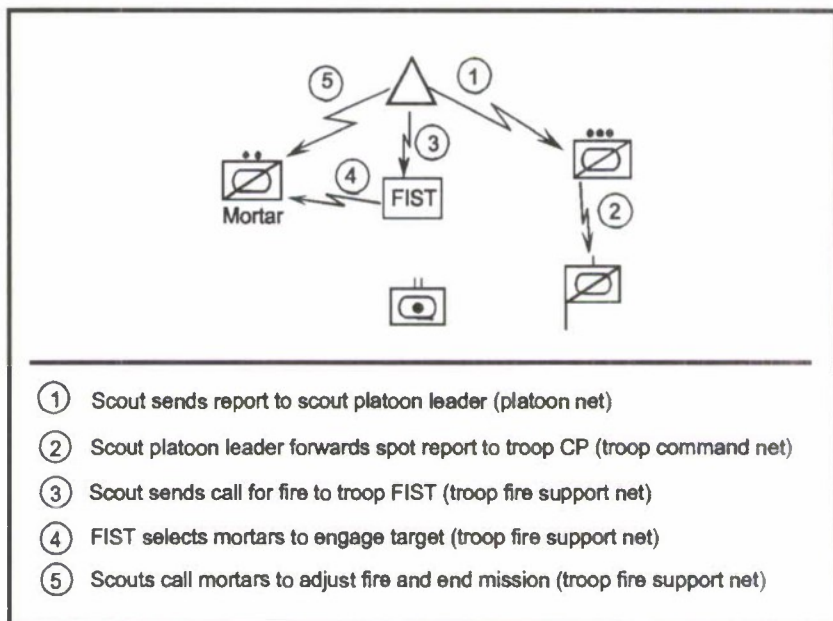 5
1
3
4
Mortar
FIST
2
1 Scout sends report to scout platoon leader (platoon net)
2 Scout platoon leader forwards spot report to troop CP (troop command net)
3 Scout sends call for fire to troop FIST (troop fire support net)
4 FIST selects mortars to engage target (troop fire support net)
5 Scouts call mortars to adjust fire and end mission (troop fire support net)